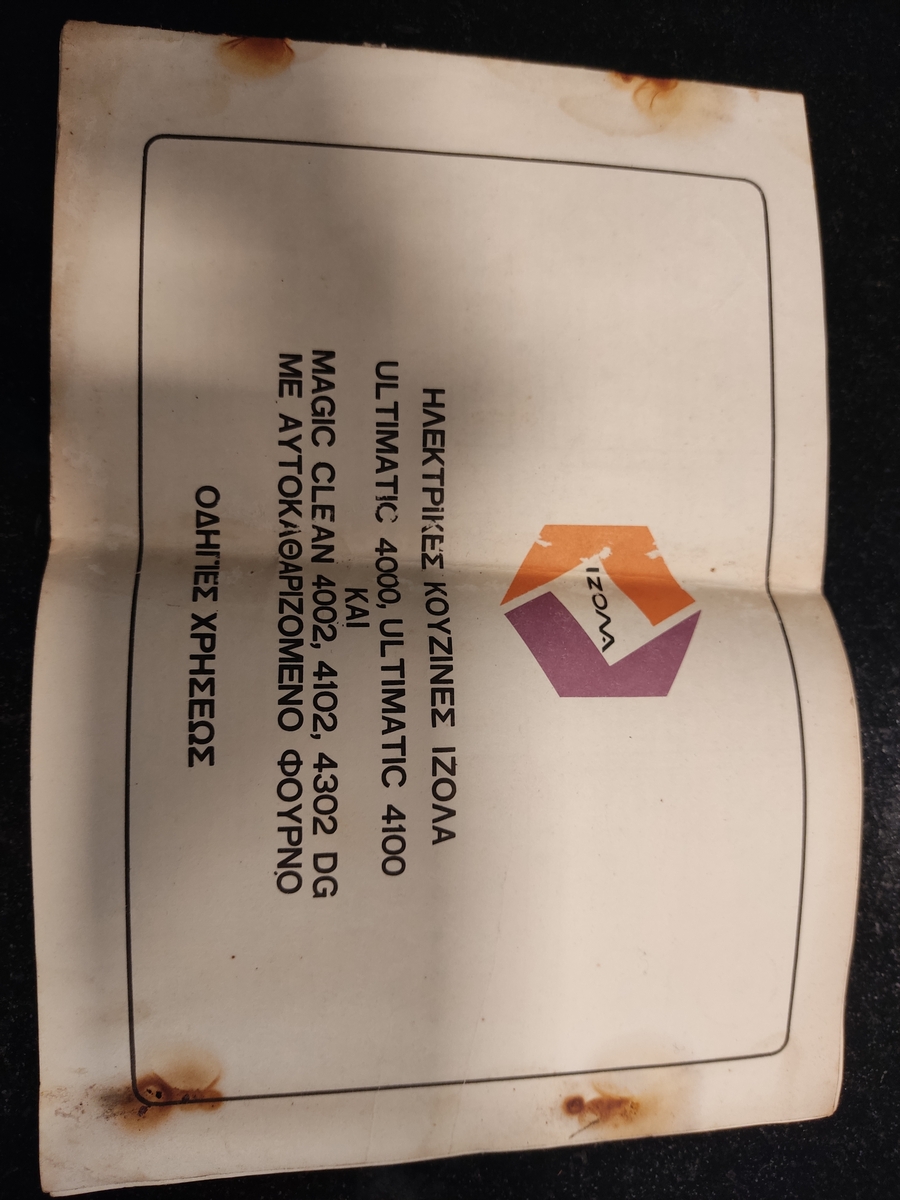 ΙΖΟΛΑ
ΗΛΕΚΤΡΙΚΕΣ ΚΟΥΖΙΝΕΣ ΙΖΟΛΑ
ULTIMATIC 4000, ULTIMATIC 4100
ΚΑΙ
MAGIC CLEAN 4002, 4102, 4302 DG
ΜΕ ΑΥΤΟΚΑΘΑΡΙΖΟΜΕΝΟ ΦΟΥΡΝΟ
ΟΔΗΓΙΕΣ ΧΡΗΣΕΩΣ